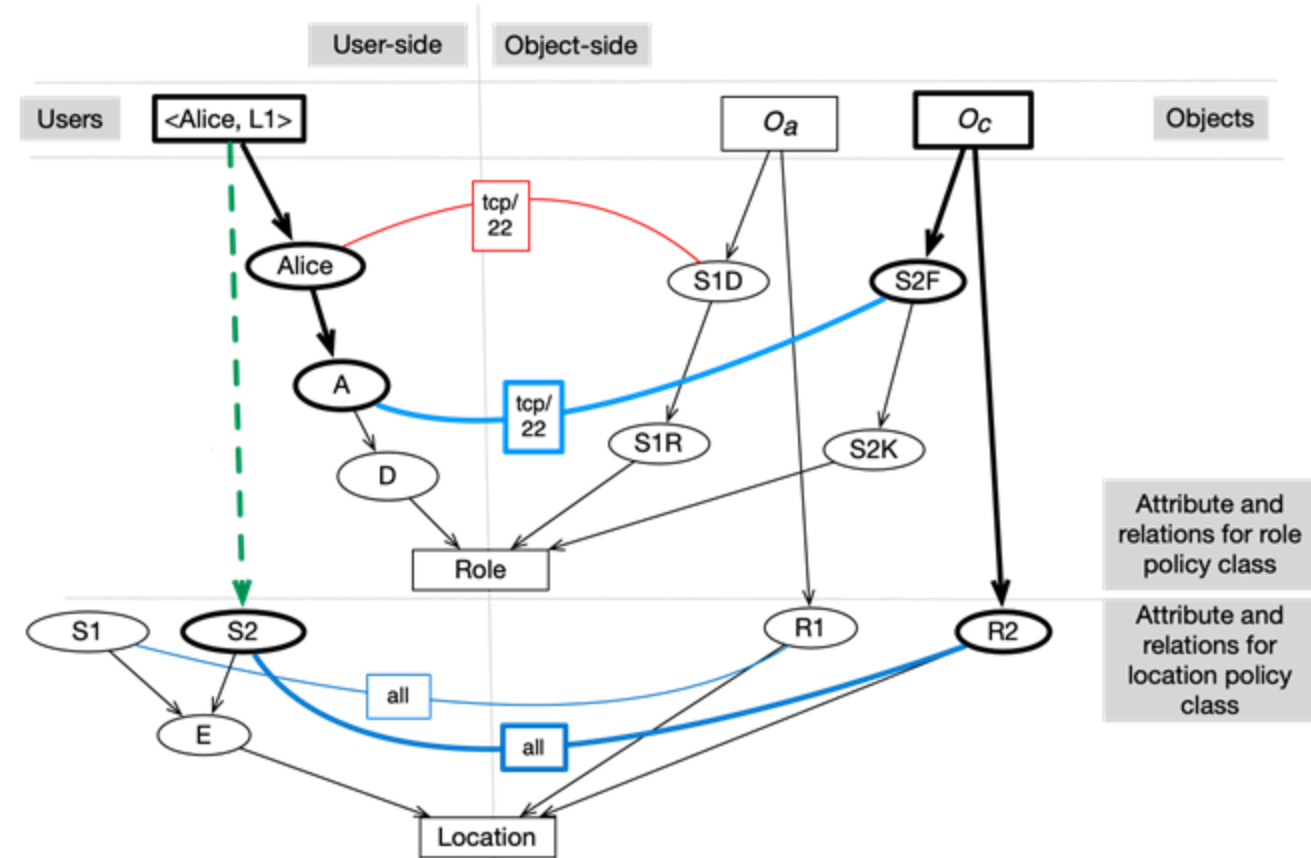 User-side
Object-side
Users
<Alice, L1>
Oa
Oc
Objects
tcp/
22
Alice
S1D
S2F
A
tcp/
22
S1R
S2K
D
Attribute and
relations for role
policy class
Role
S1
S2
R1
R2
Attribute and
relations for
location policy
class
all
E
all
Location